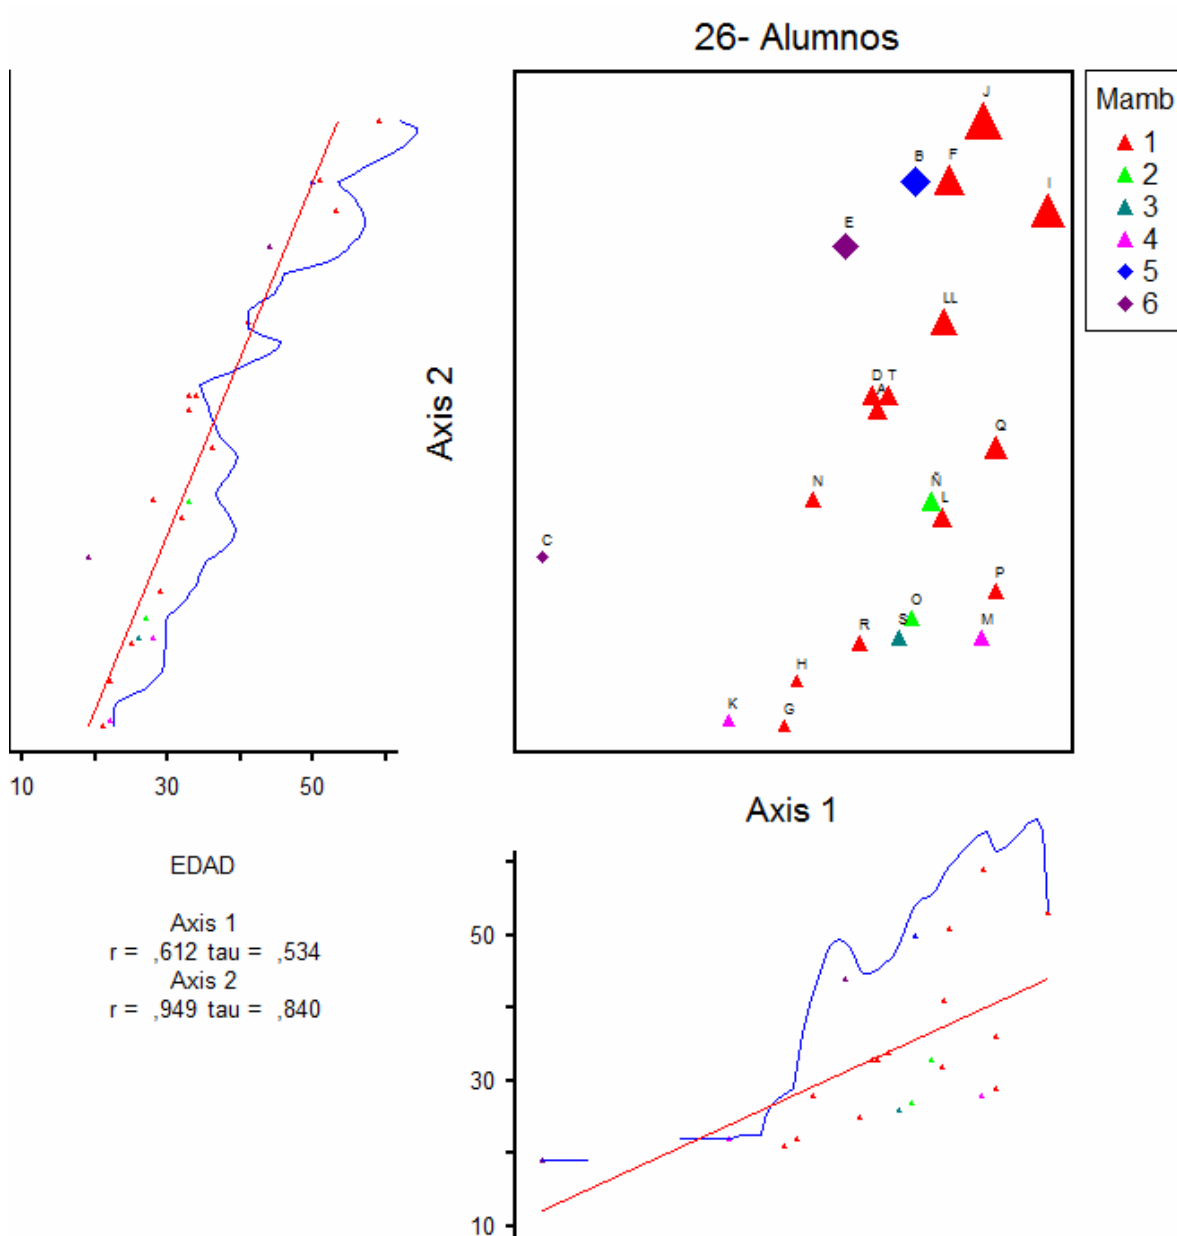 26- Alumnos
Mamb
1
2
3
4
5
6
J
B
F
I
E
LL
D
T
A
Q
N
Ñ
L
C
P
O
S
M
R
H
K
G
Axis 2
10
30
50
Axis 1
EDAD
Axis 1
r = ,612 tau = ,534
Axis 2
r = ,949 tau = ,840
50
30
10